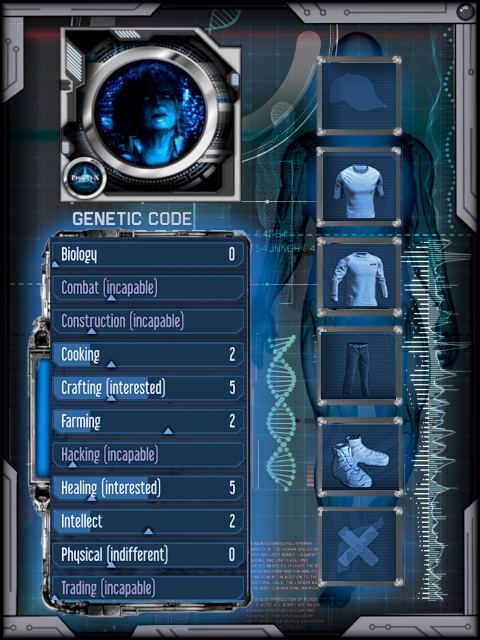 Project-X
GENETIC CODE
Biology 0
Combat (incapable)
Construction (incapable)
Cooking 2
Crafting (interested) 5
Farming 2
Hacking (incapable)
Healing (interested) 5
Intellect 2
Physical (indifferent) 0
Trading (incapable)